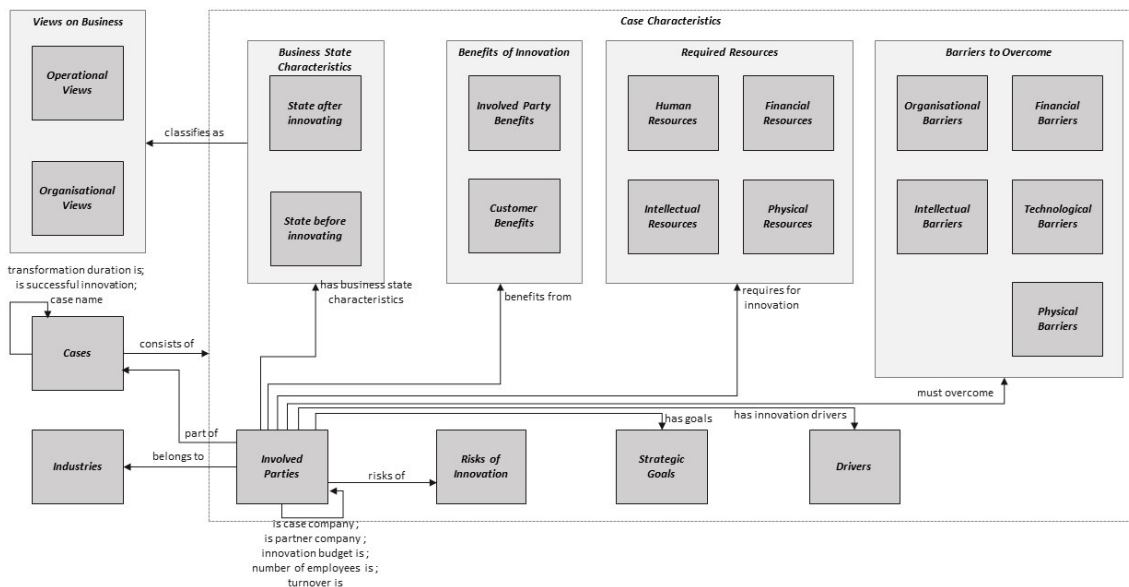 Views on Business
Operational
Views
Organisational
Views
classifies as
Case Characteristics
Business State
Characteristics
State after
innovating
State before
innovating
Benefits of Innovation
Involved Party
Benefits
Customer
Benefits
Required Resources
Human
Resources
Financial
Resources
Intellectual
Resources
Physical
Resources
Barriers to Overcome
Organisational
Barriers
Financial
Barriers
Intellectual
Barriers
Technological
Barriers
Physical
Barriers
transformation duration is;
is successful innovation;
case name
Cases
consists of
has business state
characteristics
benefits from
requires for
innovation
must overcome
part of
belongs to
Industries
Involved
Parties
risks of
Risks of
Innovation
has goals
Strategic
Goals
has innovation drivers
Drivers
is case company ;
is partner company ;
innovation budget is ;
number of employees is ;
turnover is